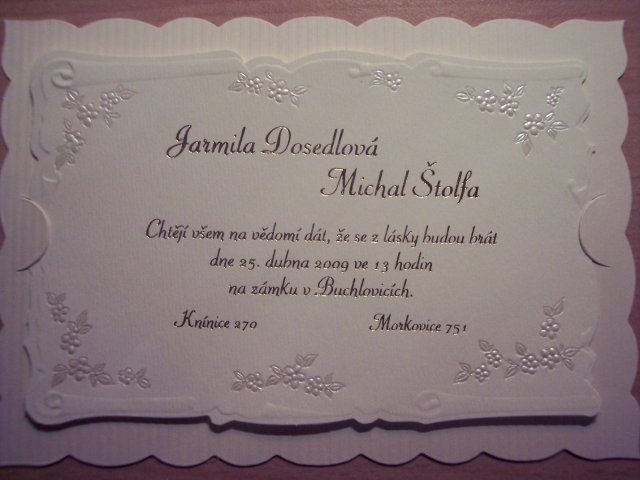 Jarmila Dosedlová
Michal Štolfa
Chtějí všem na vědomí dát, že se z lásky budou brát
dne 25. dubna 2009 ve 13 hodin
na zámku v Buchlovicích.
Knínice 270 Morkovice 751